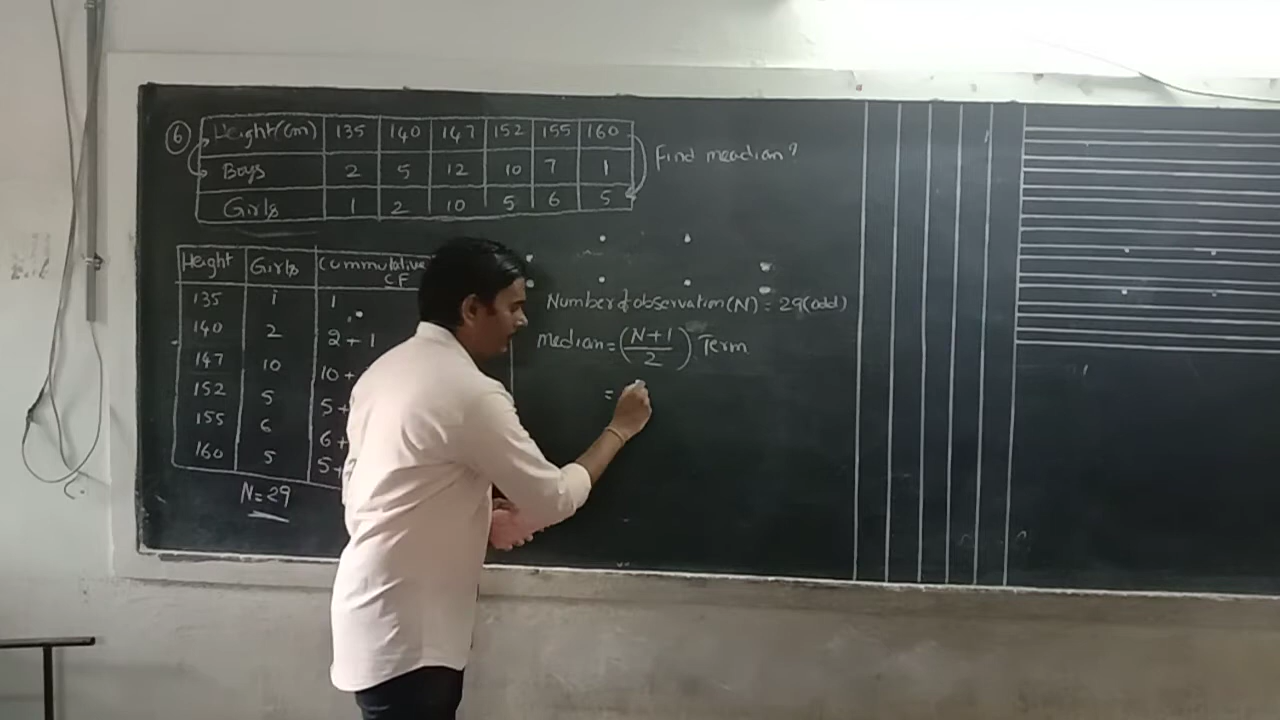 6 Height(cm) 135 140 147 152 155 160
Boys 2 5 12 10 7 1
Girls 1 2 10 5 6 5
Find meadian?
Height Girls Cummulative CF
135 1 1
140 2 2+1
147 10 10+
152 5 5+
155 6 6+
160 5 5+
N=29
Number of observation (N) = 29(odd)
median = (N+1/2) Term
=